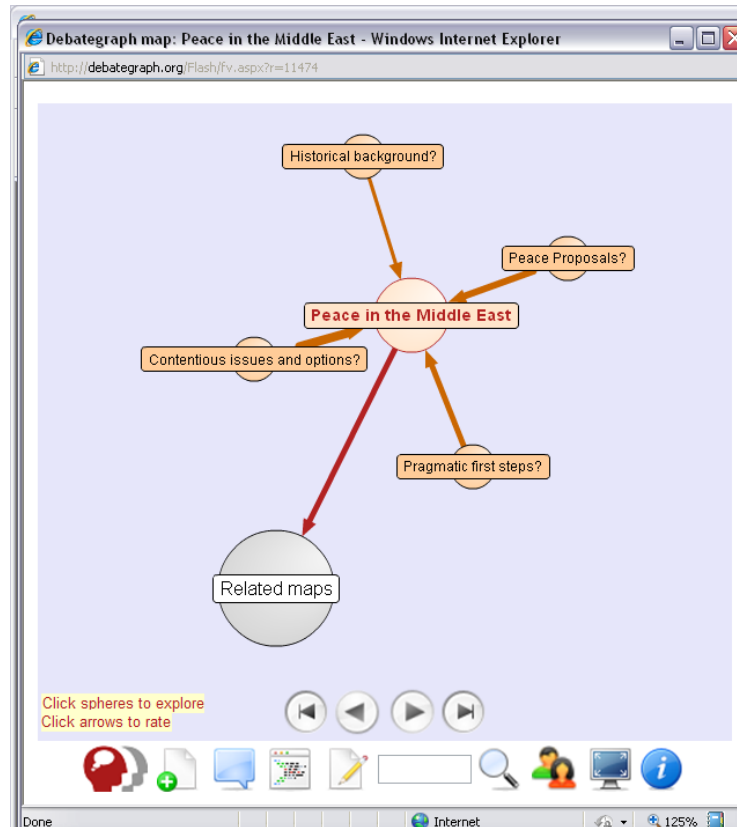 Debategraph map: Peace in the Middle East - Windows Internet Explorer
http://debategraph.org/Flash/fv.aspx?r=11474
Historical background?
Peace Proposals?
Peace in the Middle East
Contentious issues and options?
Pragmatic first steps?
Related maps
Click spheres to explore
Click arrows to rate
Done
Internet
125%